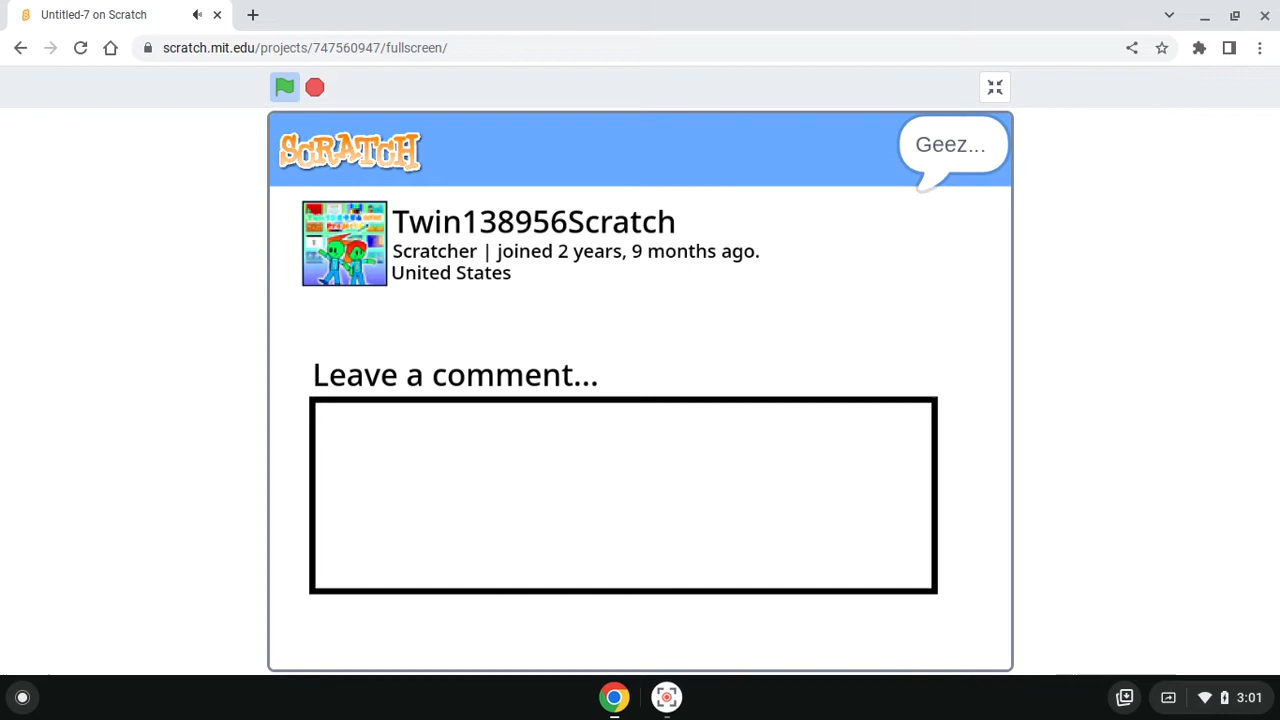 Untitled-7 on Scratch
scratch.mit.edu/projects/747560947/fullscreen/
SCRATCH
Geez...
Twin138956Scratch
Scratcher | joined 2 years, 9 months ago.
United States
Leave a comment...
3:01